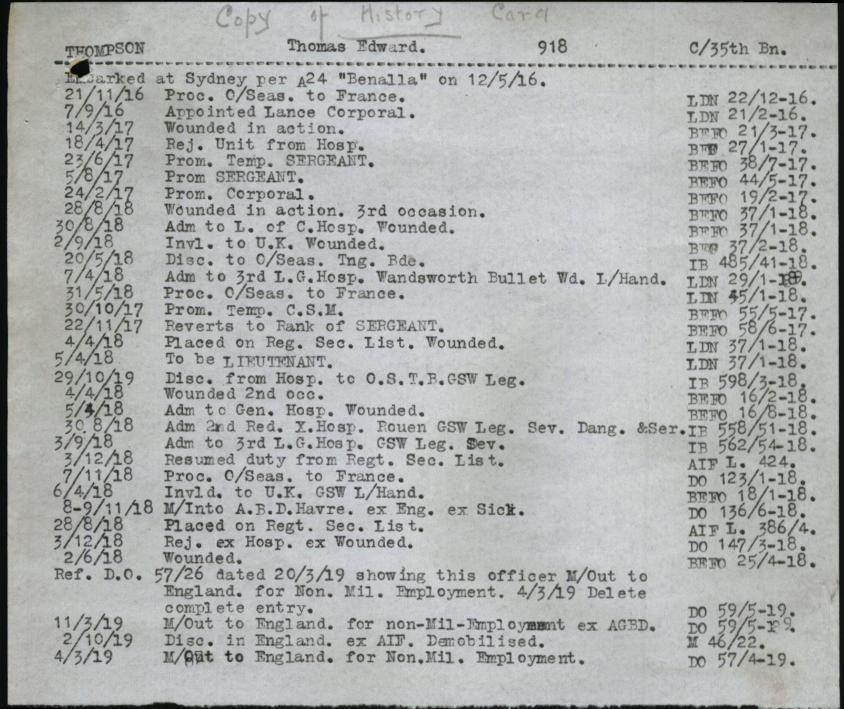 Copy of History Card
THOMPSON Thomas Edward. 918 C/35th Bn.
Embarked at Sydney per A24 "Benalla" on 12/5/16.
21/11/16 Proc. O/Seas. to France. LDN 22/12-16.
7/9/16 Appointed Lance Corporal. LDN 21/2-16.
14/3/17 Wounded in action. BEFO 21/3-17.
18/4/17 Rej. Unit from Hosp. BEF 27/1-17.
23/6/17 Prom. Temp. SERGEANT. BEFO 38/7-17.
5/8/17 Prom SERGEANT. BEFO 44/5-17.
24/2/17 Prom. Corporal. BEFO 19/2-17.
28/8/18 Wounded in action. 3rd occasion. BEFO 37/1-18.
30/8/18 Adm to L. of C.Hosp. Wounded. BEFO 37/1-18.
2/9/18 Invl. to U.K. Wounded. BEF 37/2-18.
20/5/18 Disc. to O/Seas. Tng. Bde. IB 485/41-18.
7/4/18 Adm to 3rd L.G.Hosp. Wandsworth Bullet Wd. L/Hand. LDN 29/1-18.
31/5/18 Proc. O/Seas. to France. LDN 45/1-18.
30/10/17 Prom. Temp. C.S.M. BEFO 55/5-17.
22/11/17 Reverts to Rank of SERGEANT. BEFO 58/6-17.
4/4/18 Placed on Reg. Sec. List. Wounded. LDN 37/1-18.
5/4/18 To be LIEUTENANT. LDN 37/1-18.
29/10/19 Disc. from Hosp. to O.S.T.B.GSW Leg. IB 598/3-18.
4/4/18 Wounded 2nd occ. BEFO 16/2-18.
5/4/18 Adm to Gen. Hosp. Wounded. BEFO 16/8-18.
30.8/18 Adm 2nd Red. X.Hosp. Rouen GSW Leg. Sev. Dang. &Ser. IB 558/51-18.
3/9/18 Adm to 3rd L.G.Hosp. GSW Leg. Sev. IB 562/54-18.
3/12/18 Resumed duty from Regt. Sec. List. AIF L. 424.
7/11/18 Proc. O/Seas. to France. DO 123/1-18.
6/4/18 Invld. to U.K. GSW L/Hand. BEFO 18/1-18.
8-9/11/18 M/Into A.B.D.Havre. ex Eng. ex Sick. DO 136/6-18.
28/8/18 Placed on Regt. Sec. List. AIF L. 386/4.
3/12/18 Rej. ex Hosp. ex Wounded. DO 147/3-18.
2/6/18 Wounded. BEFO 25/4-18.
Ref. D.O. 57/26 dated 20/3/19 showing this officer M/Out to
England. for Non. Mil. Employment. 4/3/19 Delete
complete entry. DO 59/5-19.
11/3/19 M/Out to England. for non-Mil-Employment ex AGBD. DO 59/5-19.
2/10/19 Disc. in England. ex AIF. Demobilised. M 46/22.
4/3/19 M/Out to England. for Non.Mil. Employment. DO 57/4-19.